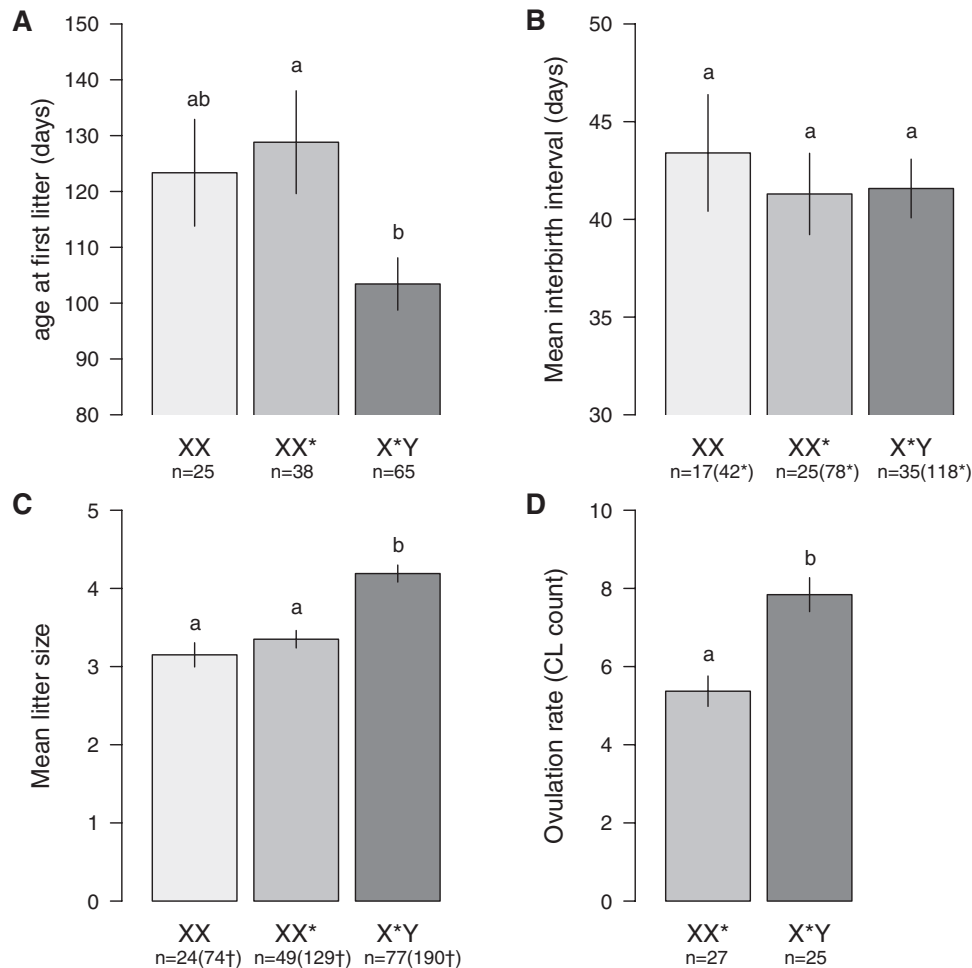 A
age at first litter (days)
150
140
130
120
110
100
90
80
ab
a
b
XX
XX*
X*Y
n=25
n=38
n=65
B
Mean interbirth interval (days)
50
45
40
35
30
a
a
a
XX
XX*
X*Y
n=17(42*)
n=25(78*)
n=35(118*)
C
Mean litter size
5
4
3
2
1
0
a
a
b
XX
XX*
X*Y
n=24(74†)
n=49(129†)
n=77(190†)
D
Ovulation rate (CL count)
10
8
6
4
2
0
a
b
XX*
X*Y
n=27
n=25